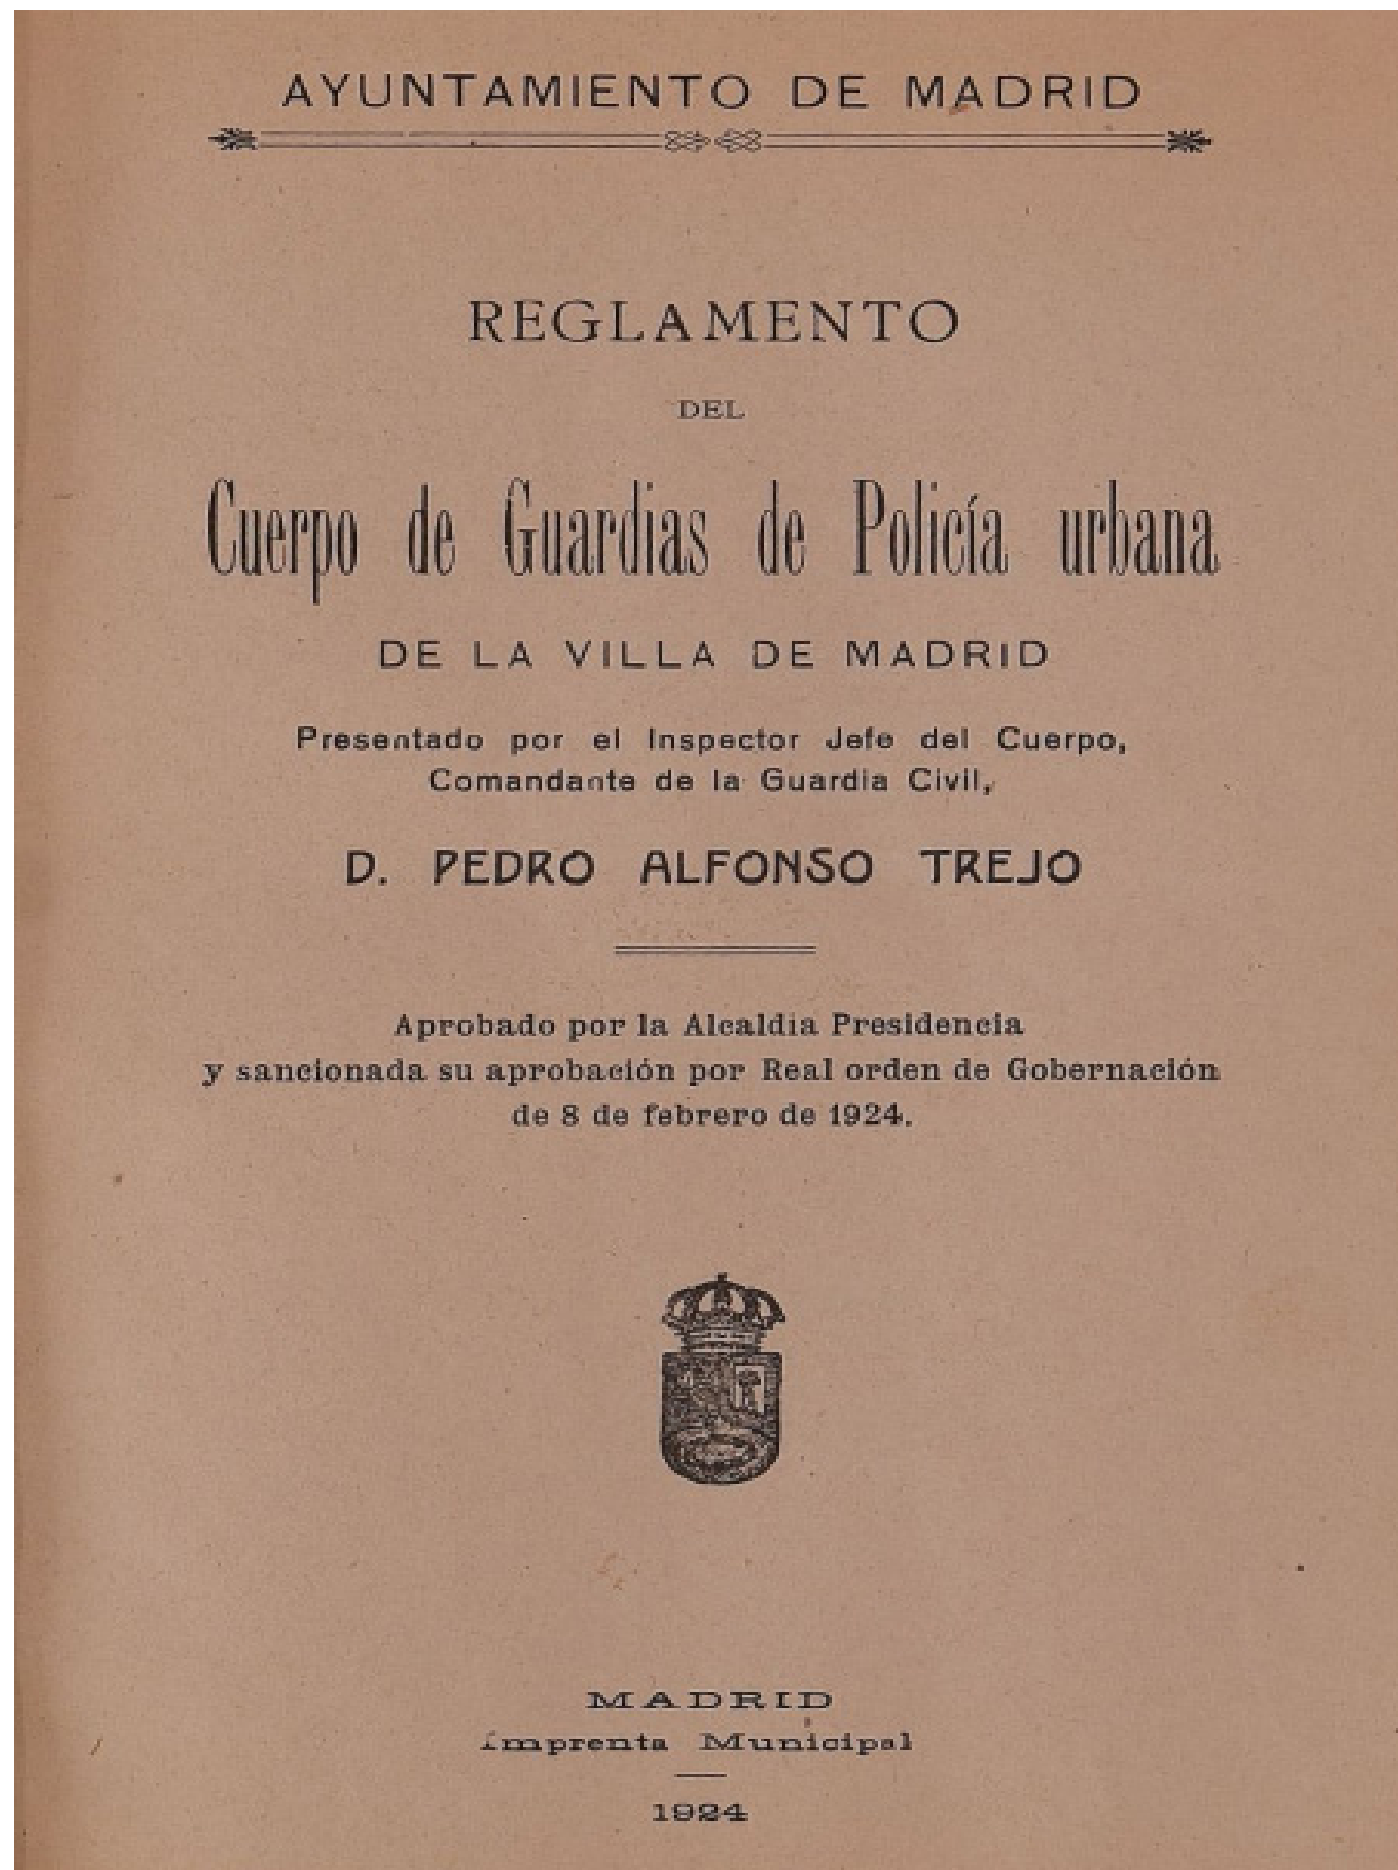 AYUNTAMIENTO DE MADRID
REGLAMENTO
DEL
Cuerpo de Guardias de Policía urbana
DE LA VILLA DE MADRID
Presentado por el Inspector Jefe del Cuerpo,
Comandante de la Guardia Civil,
D. PEDRO ALFONSO TREJO
Aprobado por la Alcaldia Presidencia
y sancionada su aprobación por Real orden de Gobernación
de 8 de febrero de 1924.
MADRID
Imprenta Municipal
1924